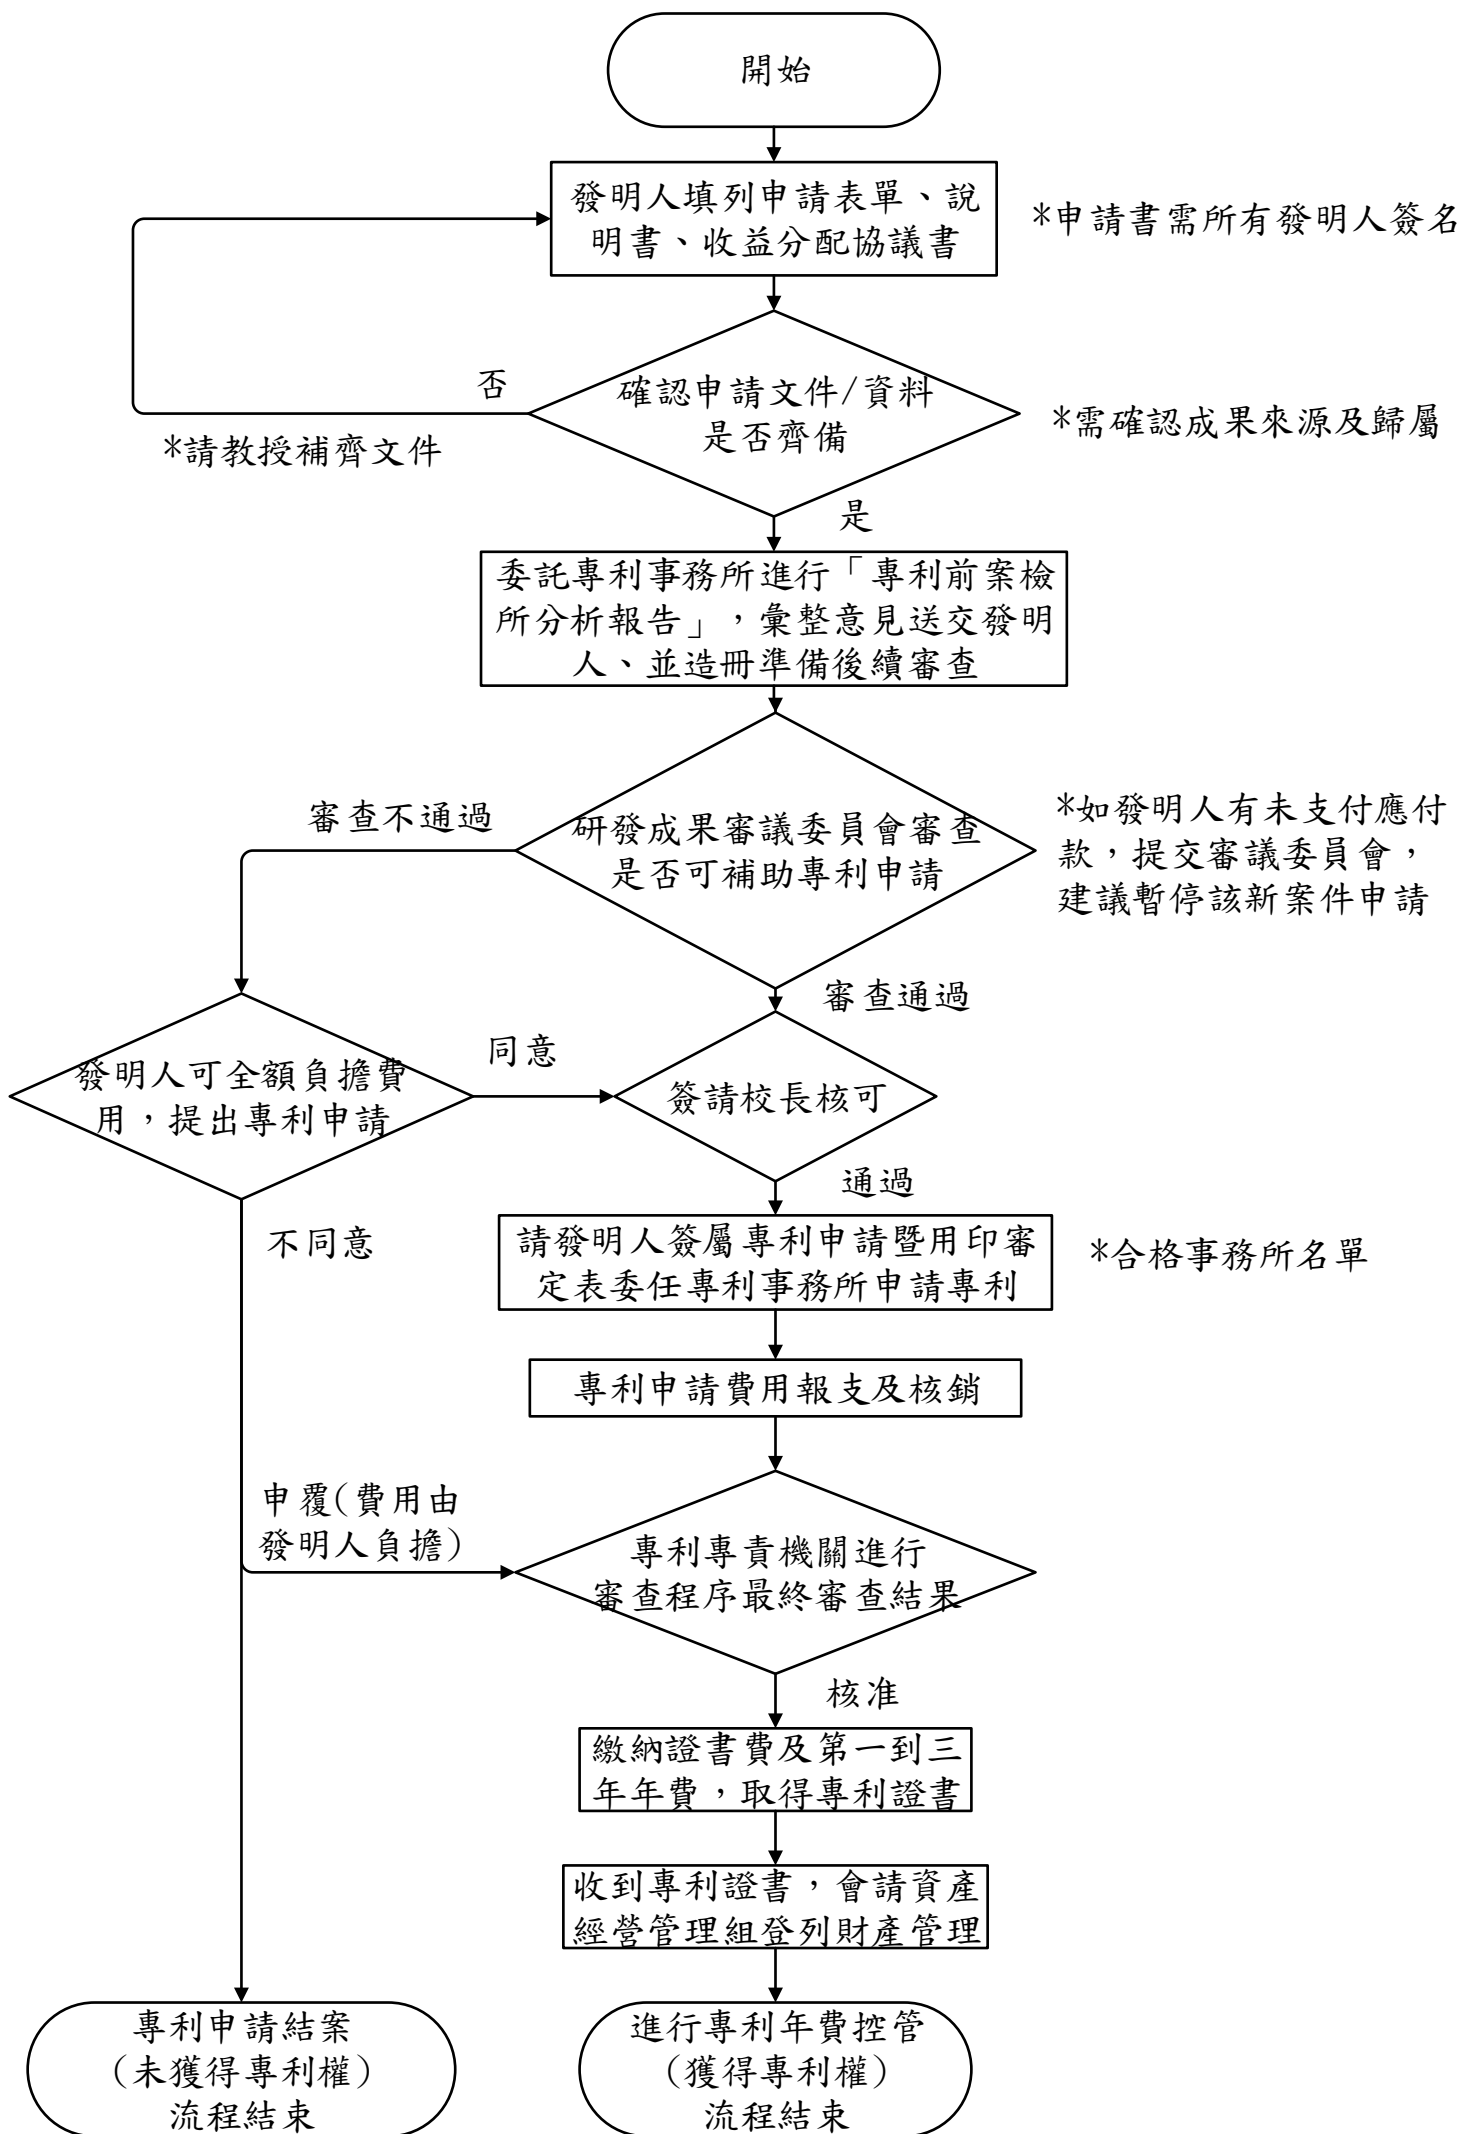 開始
發明人填列申請表單、說
明書、收益分配協議書
*申請書需所有發明人簽名
否
確認申請文件/資料
是否齊備
*需確認成果來源及歸屬
*請教授補齊文件
是
委託專利事務所進行「專利前案檢
所分析報告」，彙整意見送交發明
人、並造冊準備後續審查
審查不通過
研發成果審議委員會審查
是否可補助專利申請
*如發明人有未支付應付
款，提交審議委員會，
建議暫停該新案件申請
審查通過
發明人可全額負擔費
用，提出專利申請
同意
簽請校長核可
通過
不同意
請發明人簽屬專利申請暨用印審
定表委任專利事務所申請專利
*合格事務所名單
專利申請費用報支及核銷
申覆(費用由
發明人負擔)
專利專責機關進行
審查程序最終審查結果
核准
繳納證書費及第一到三
年年費，取得專利證書
收到專利證書，會請資產
經營管理組登列財產管理
專利申請結案
(未獲得專利權)
流程結束
進行專利年費控管
(獲得專利權)
流程結束